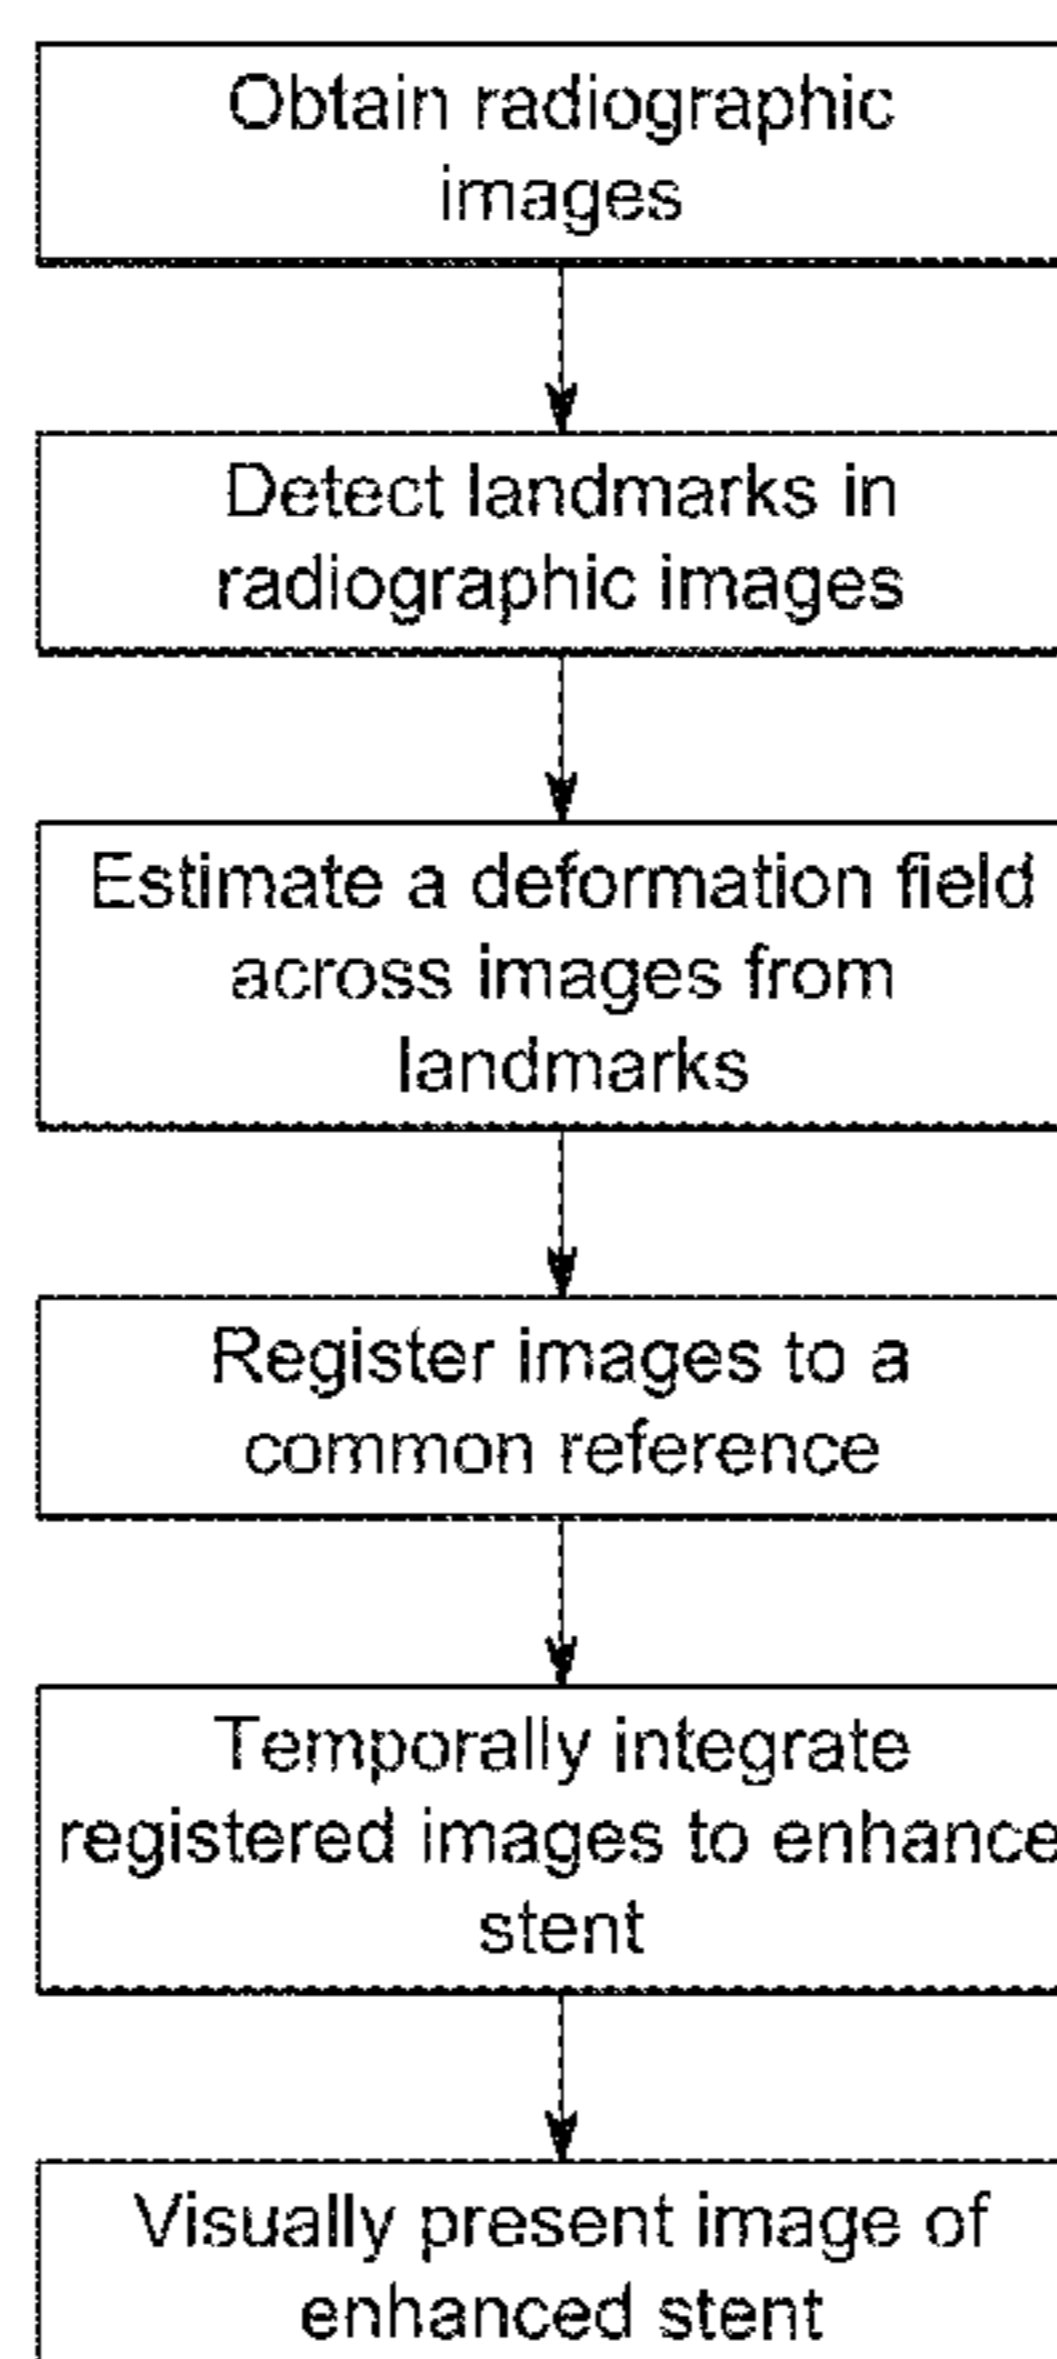 Obtain radiographic
images
Detect landmarks in
radiographic images
Estimate a deformation field
across images from
landmarks
Register images to a
common reference
Temporally integrate
registered images to enhance
stent
Visually present image of
enhanced stent